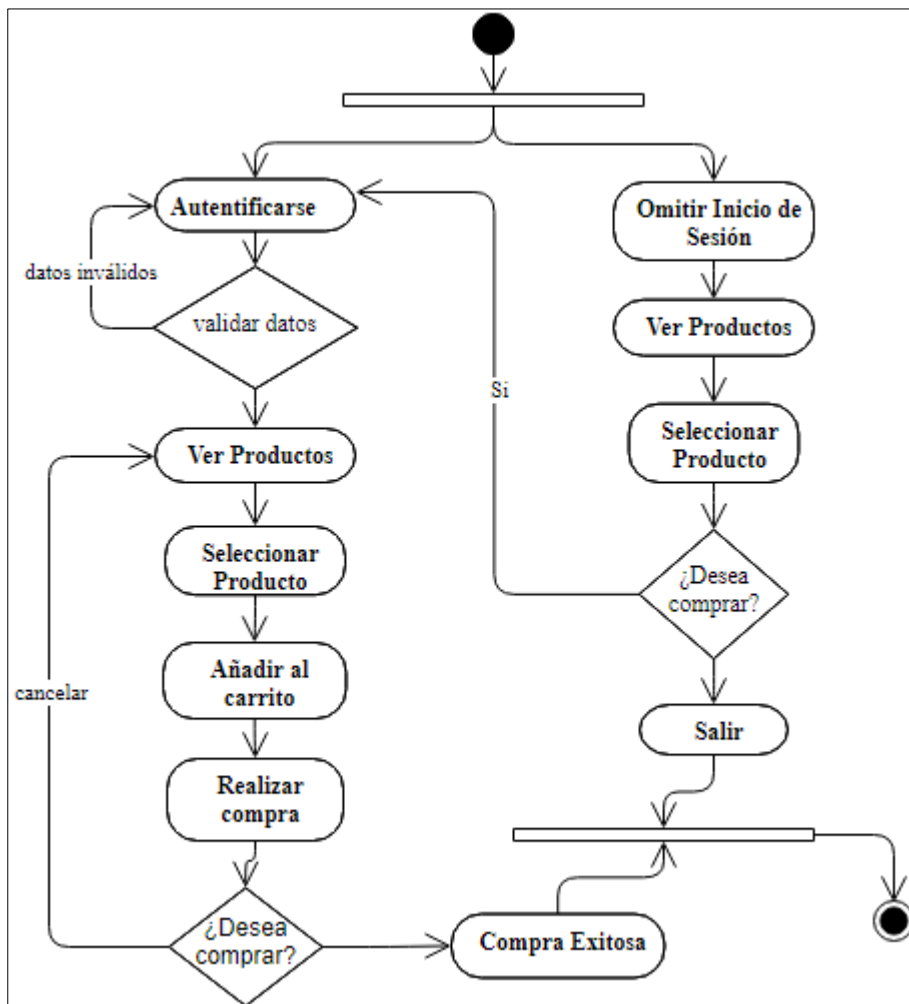 Autentificarse
Omitir Inicio de
Sesión
datos inválidos
validar datos
Ver Productos
Si
Seleccionar
Producto
Ver Productos
Seleccionar
Producto
¿Desea
comprar?
Añadir al
carrito
cancelar
Salir
Realizar
compra
¿Desea
comprar?
Compra Exitosa